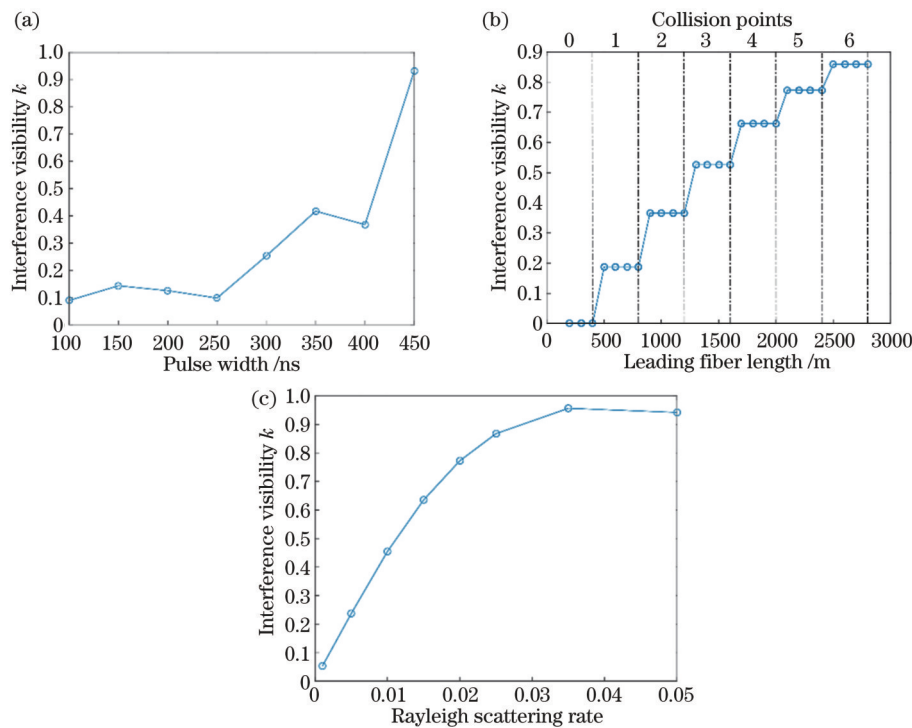 (a)
1.0
0.9
0.8
0.7
0.6
0.5
0.4
0.3
0.2
0.1
0
Interference visibility k
100 150 200 250 300 350 400 450
Pulse width /ns
(b)
Collision points
0 1 2 3 4 5 6
0.9
0.8
0.7
0.6
0.5
0.4
0.3
0.2
0.1
0
Interference visibility k
0 500 1000 1500 2000 2500 3000
Leading fiber length /m
(c)
1.0
0.9
0.8
0.7
0.6
0.5
0.4
0.3
0.2
0.1
0
Interference visibility k
0 0.01 0.02 0.03 0.04 0.05
Rayleigh scattering rate